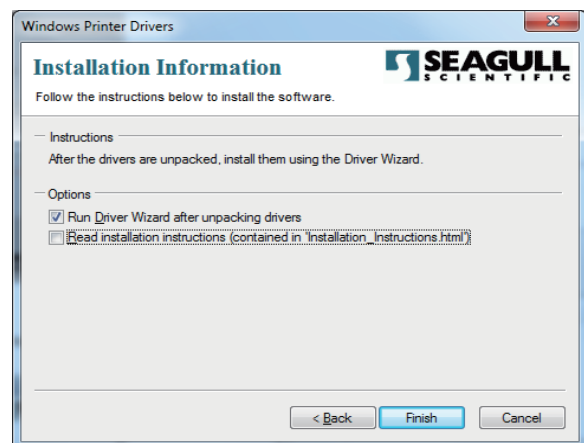 Windows Printer Drivers
Installation Information
SEAGULL
SCIENTIFIC
Follow the instructions below to install the software.
Instructions
After the drivers are unpacked, install them using the Driver Wizard.
Options
Run Driver Wizard after unpacking drivers
Read installation instructions (contained in "Installation_Instructions.html")
< Back
Finish
Cancel